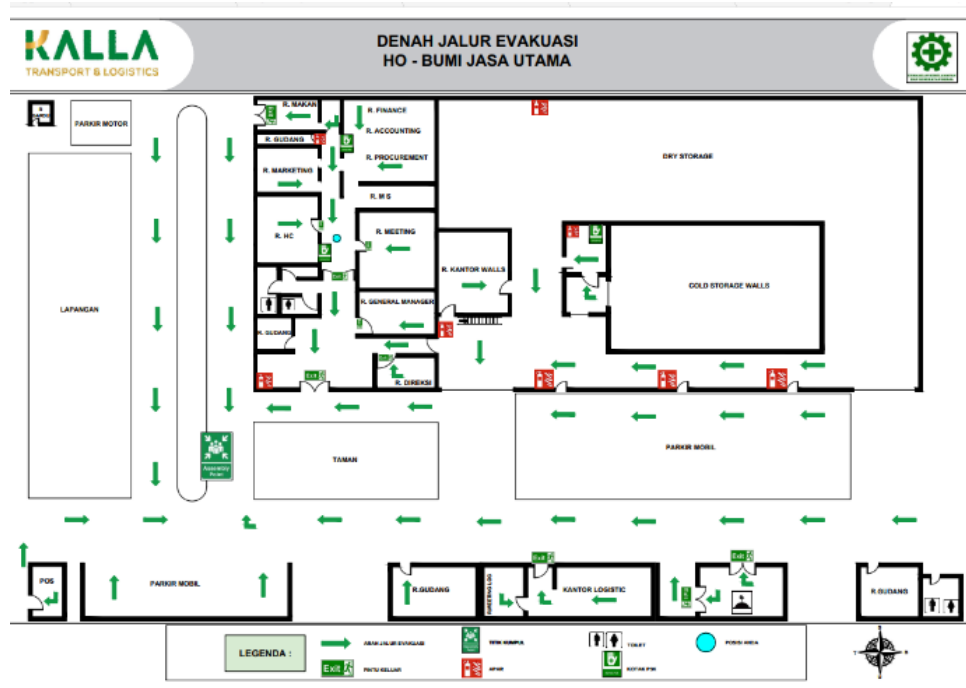 KALLA
TRANSPORT & LOGISTICS
DENAH JALUR EVAKUASI
HO - BUMI JASA UTAMA
PARKIR MOTOR
R. MAKAN
R. FINANCE
R. ACCOUNTING
R. GUDANG
R. PROCUREMENT
R. MARKETING
DRY STORAGE
R. M S
R. HC
R. MEETING
R. KANTOR WALLS
COLD STORAGE WALLS
Exit
R. GENERAL MANAGER
LAPANGAN
R. GUDANG
Exit
R. DIREKSI
Exit
Assembly
Point
TAMAN
PARKIR MOBIL
POS
PARKIR MOBIL
R.GUDANG
KANTOR LOGISTIC
Exit
Exit
R.GUDANG
LEGENDA :
ARAH JALUR EVAKUASI
TITIK KUMPUL
TOILET
POSISI ANDA
Exit
PINTU KELUAR
APAR
KOTAK P3K